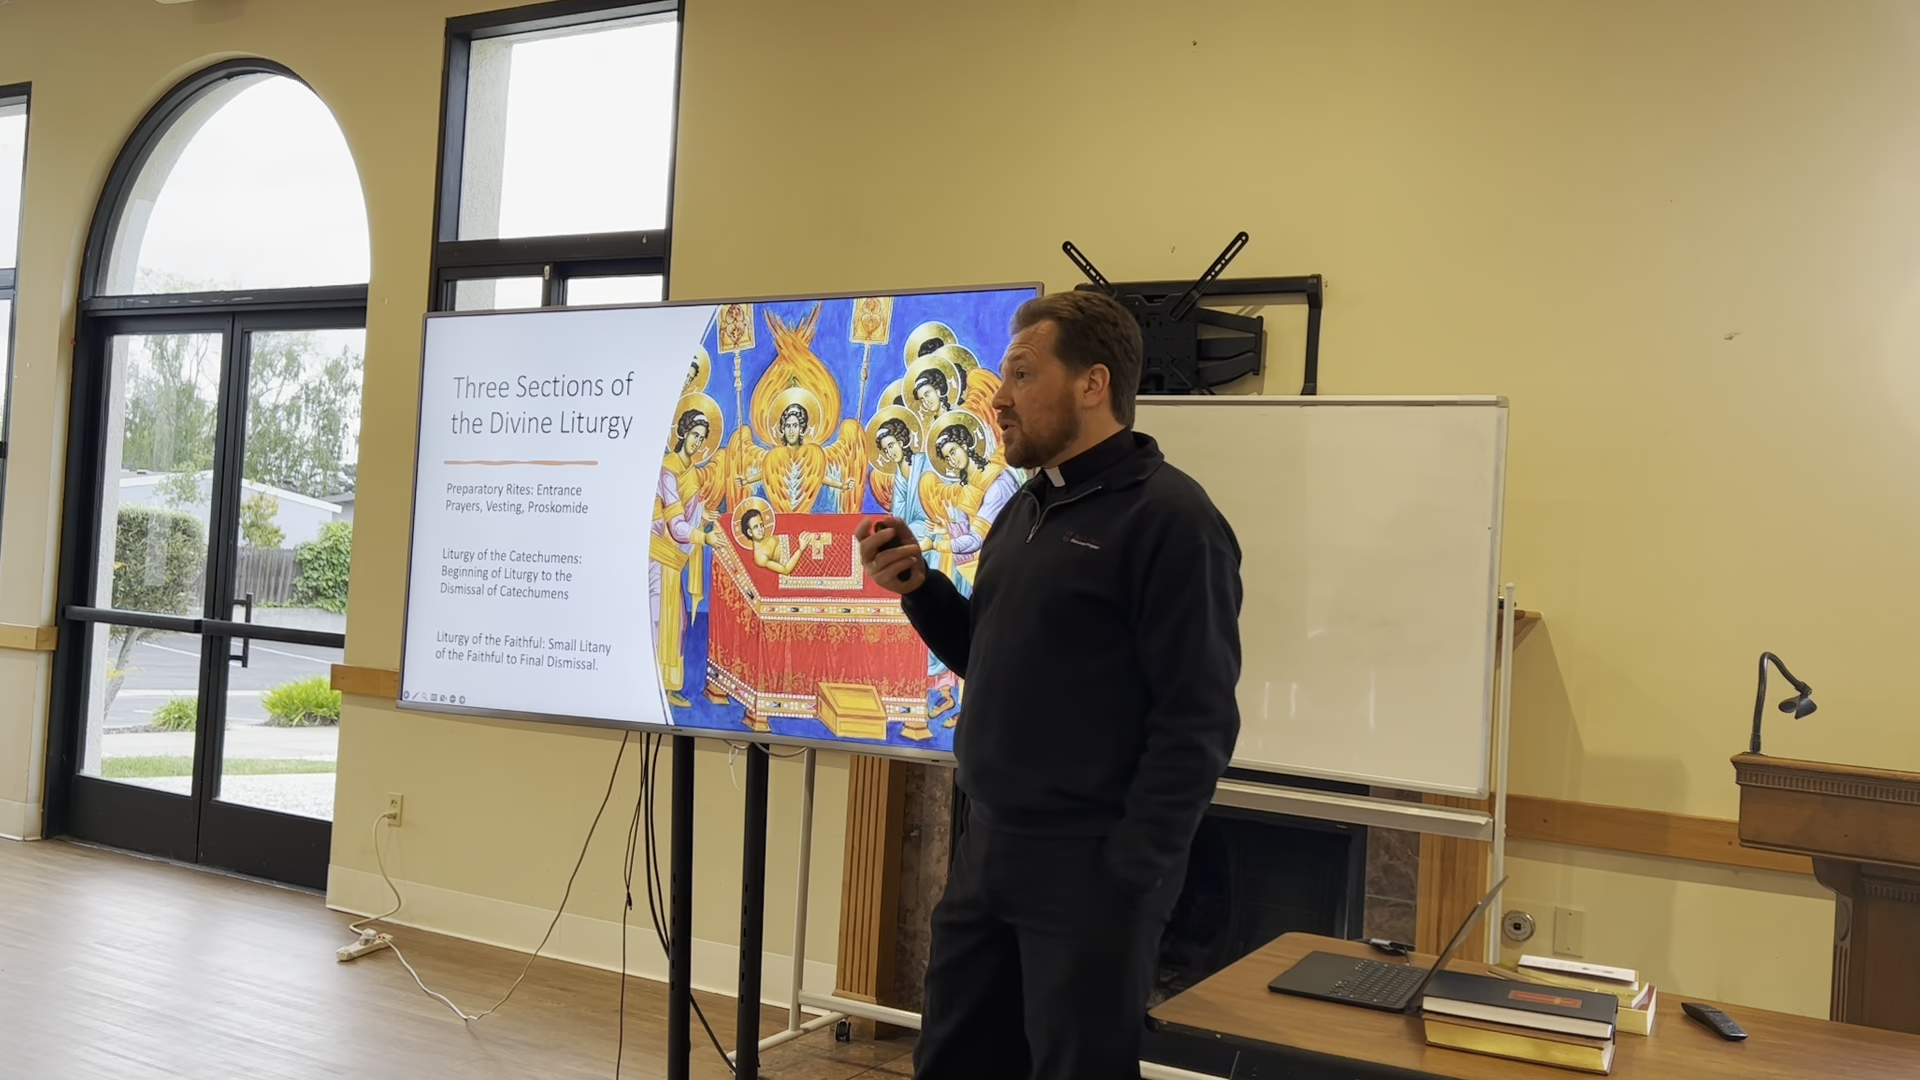 Three Sections of
the Divine Liturgy
Preparatory Rites: Entrance
Prayers, Vesting, Proskomide
Liturgy of the Catechumens:
Beginning of Liturgy to the
Dismissal of Catechumens
Liturgy of the Faithful: Small Litany
of the Faithful to Final Dismissal.